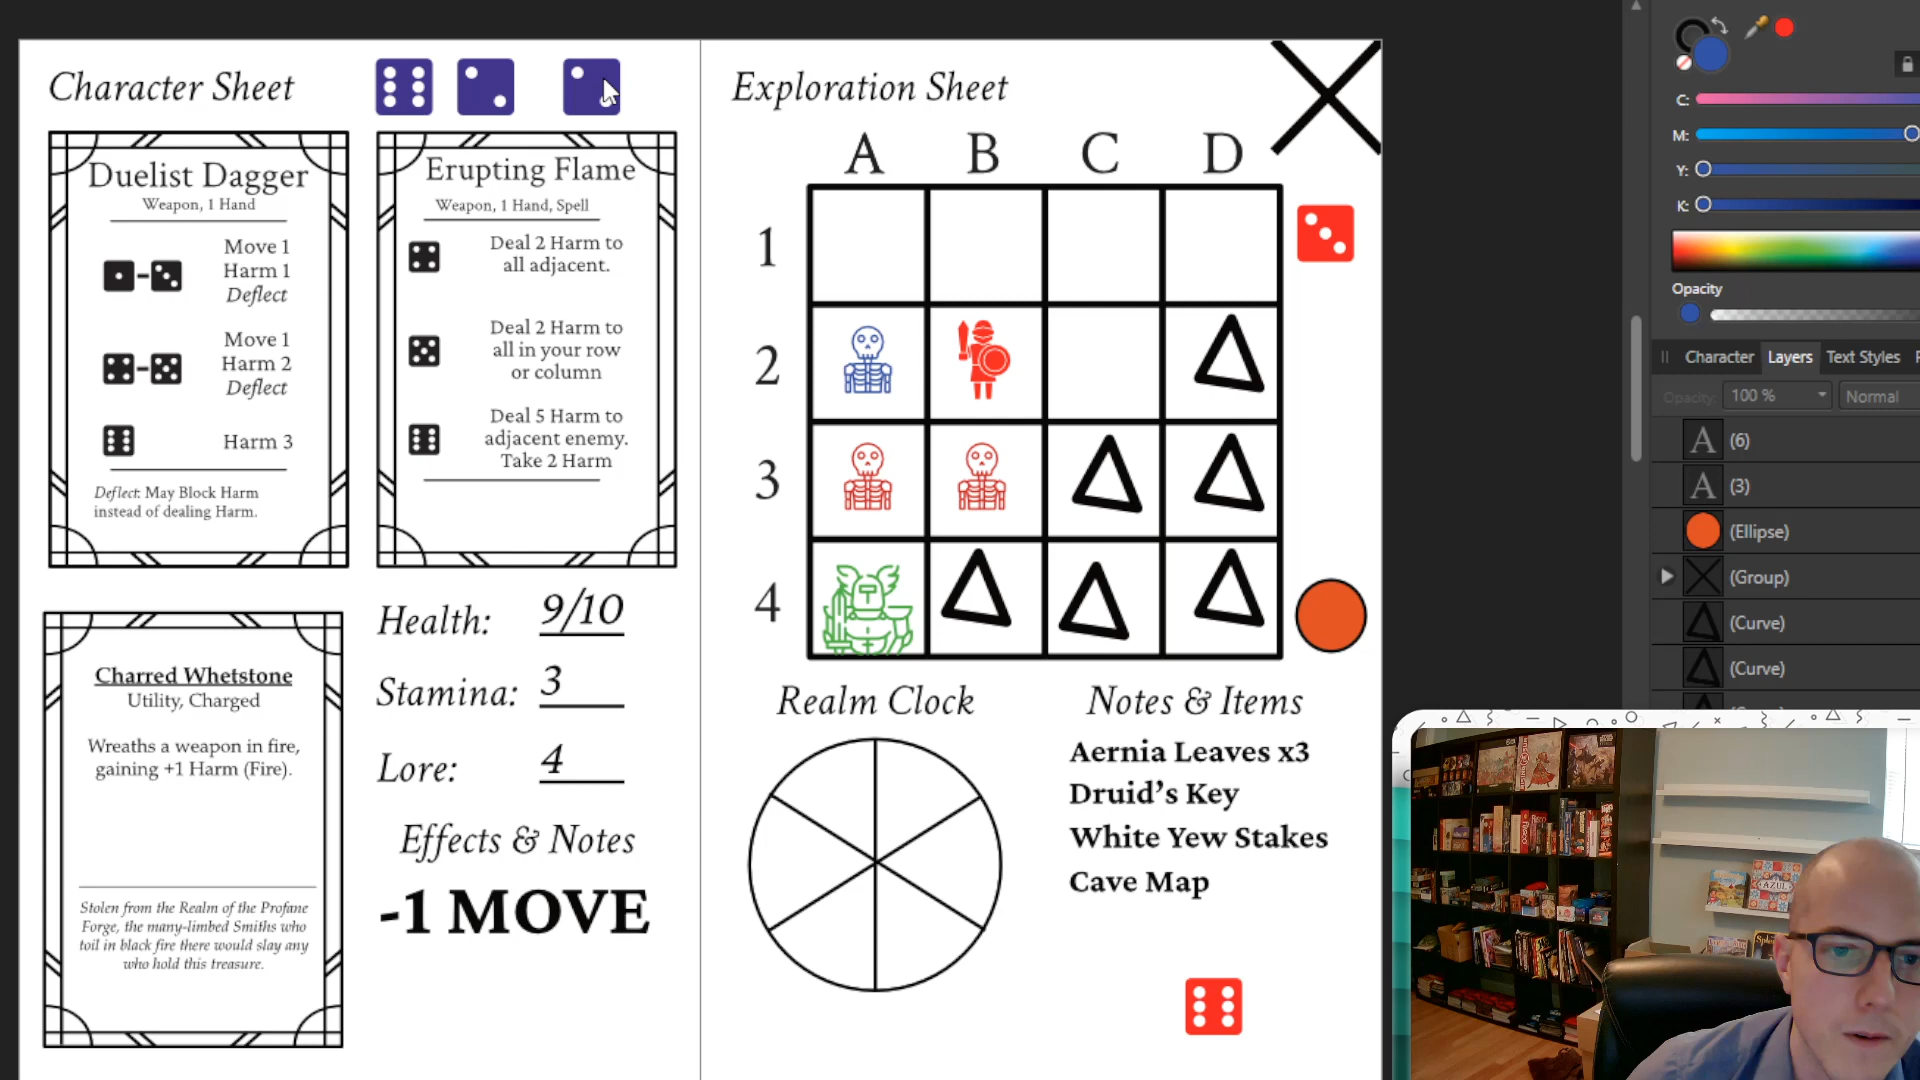 Character Sheet
Duelist Dagger
Weapon, 1 Hand
Move 1
Harm 1
Deflect
Move 1
Harm 2
Deflect
Harm 3
Deflect: May Block Harm
instead of dealing Harm.
Erupting Flame
Weapon, 1 Hand, Spell
Deal 2 Harm to
all adjacent.
Deal 2 Harm to
all in your row
or column
Deal 5 Harm to
adjacent enemy.
Take 2 Harm
Charred Whetstone
Utility, Charged
Wreaths a weapon in fire,
gaining +1 Harm (Fire).
Stolen from the Realm of the Profane
Forge, the many-limbed Smiths who
toil in black fire there would slay any
who hold this treasure.
Health: 9/10
Stamina: 3
Lore: 4
Effects & Notes
-1 MOVE
Exploration Sheet
A B C D
1
2
3
4
Realm Clock
Notes & Items
Aernia Leaves x3
Druid's Key
White Yew Stakes
Cave Map
C:
M:
Y:
K:
Opacity
Character Layers Text Styles
Opacity: 100 % Normal
A (6)
A (3)
(Ellipse)
(Group)
(Curve)
(Curve)
AZUL